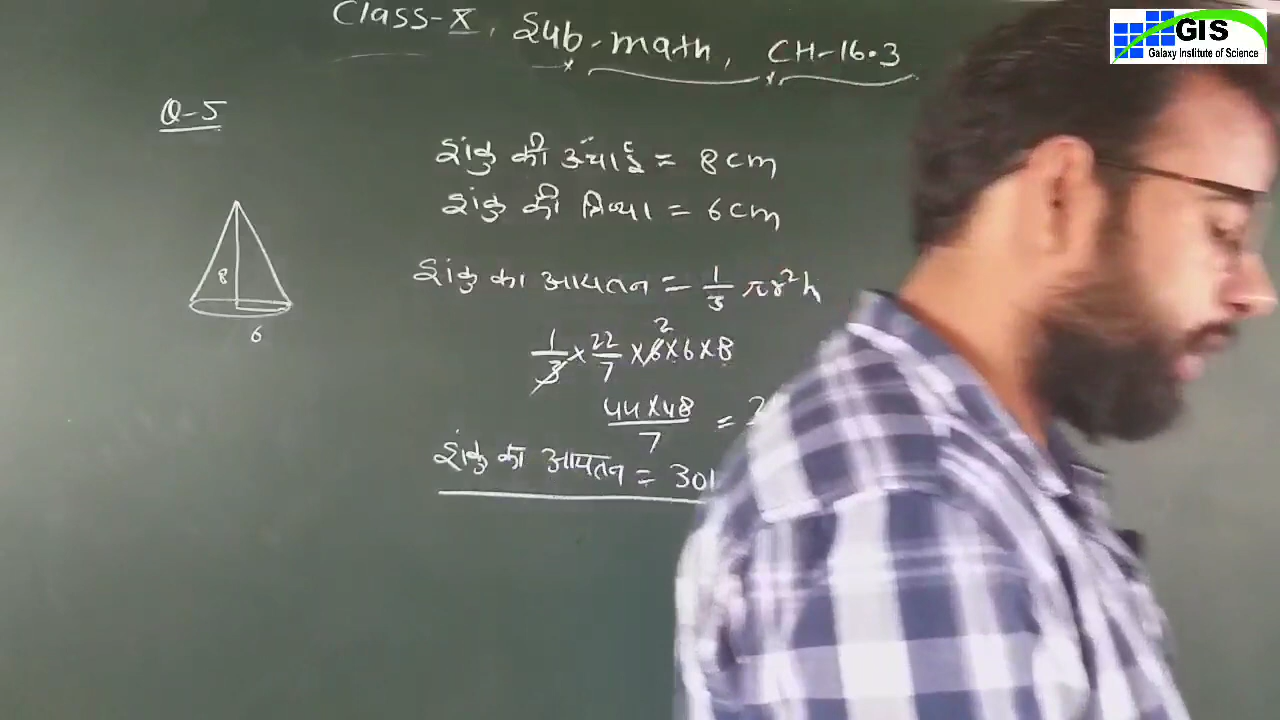 Class-X, Sub-math, CH-16.3
GIS
Galaxy Institute of Science
Q-5
शंकु की ऊँचाई = 8cm
शंकु की त्रिज्या = 6cm
शंकु का आयतन = 1/3 πr²h
8
6
1/3 × 22/7 × 6 × 6 × 8
2
44 × 48 / 7 =
शंकु का आयतन = 301